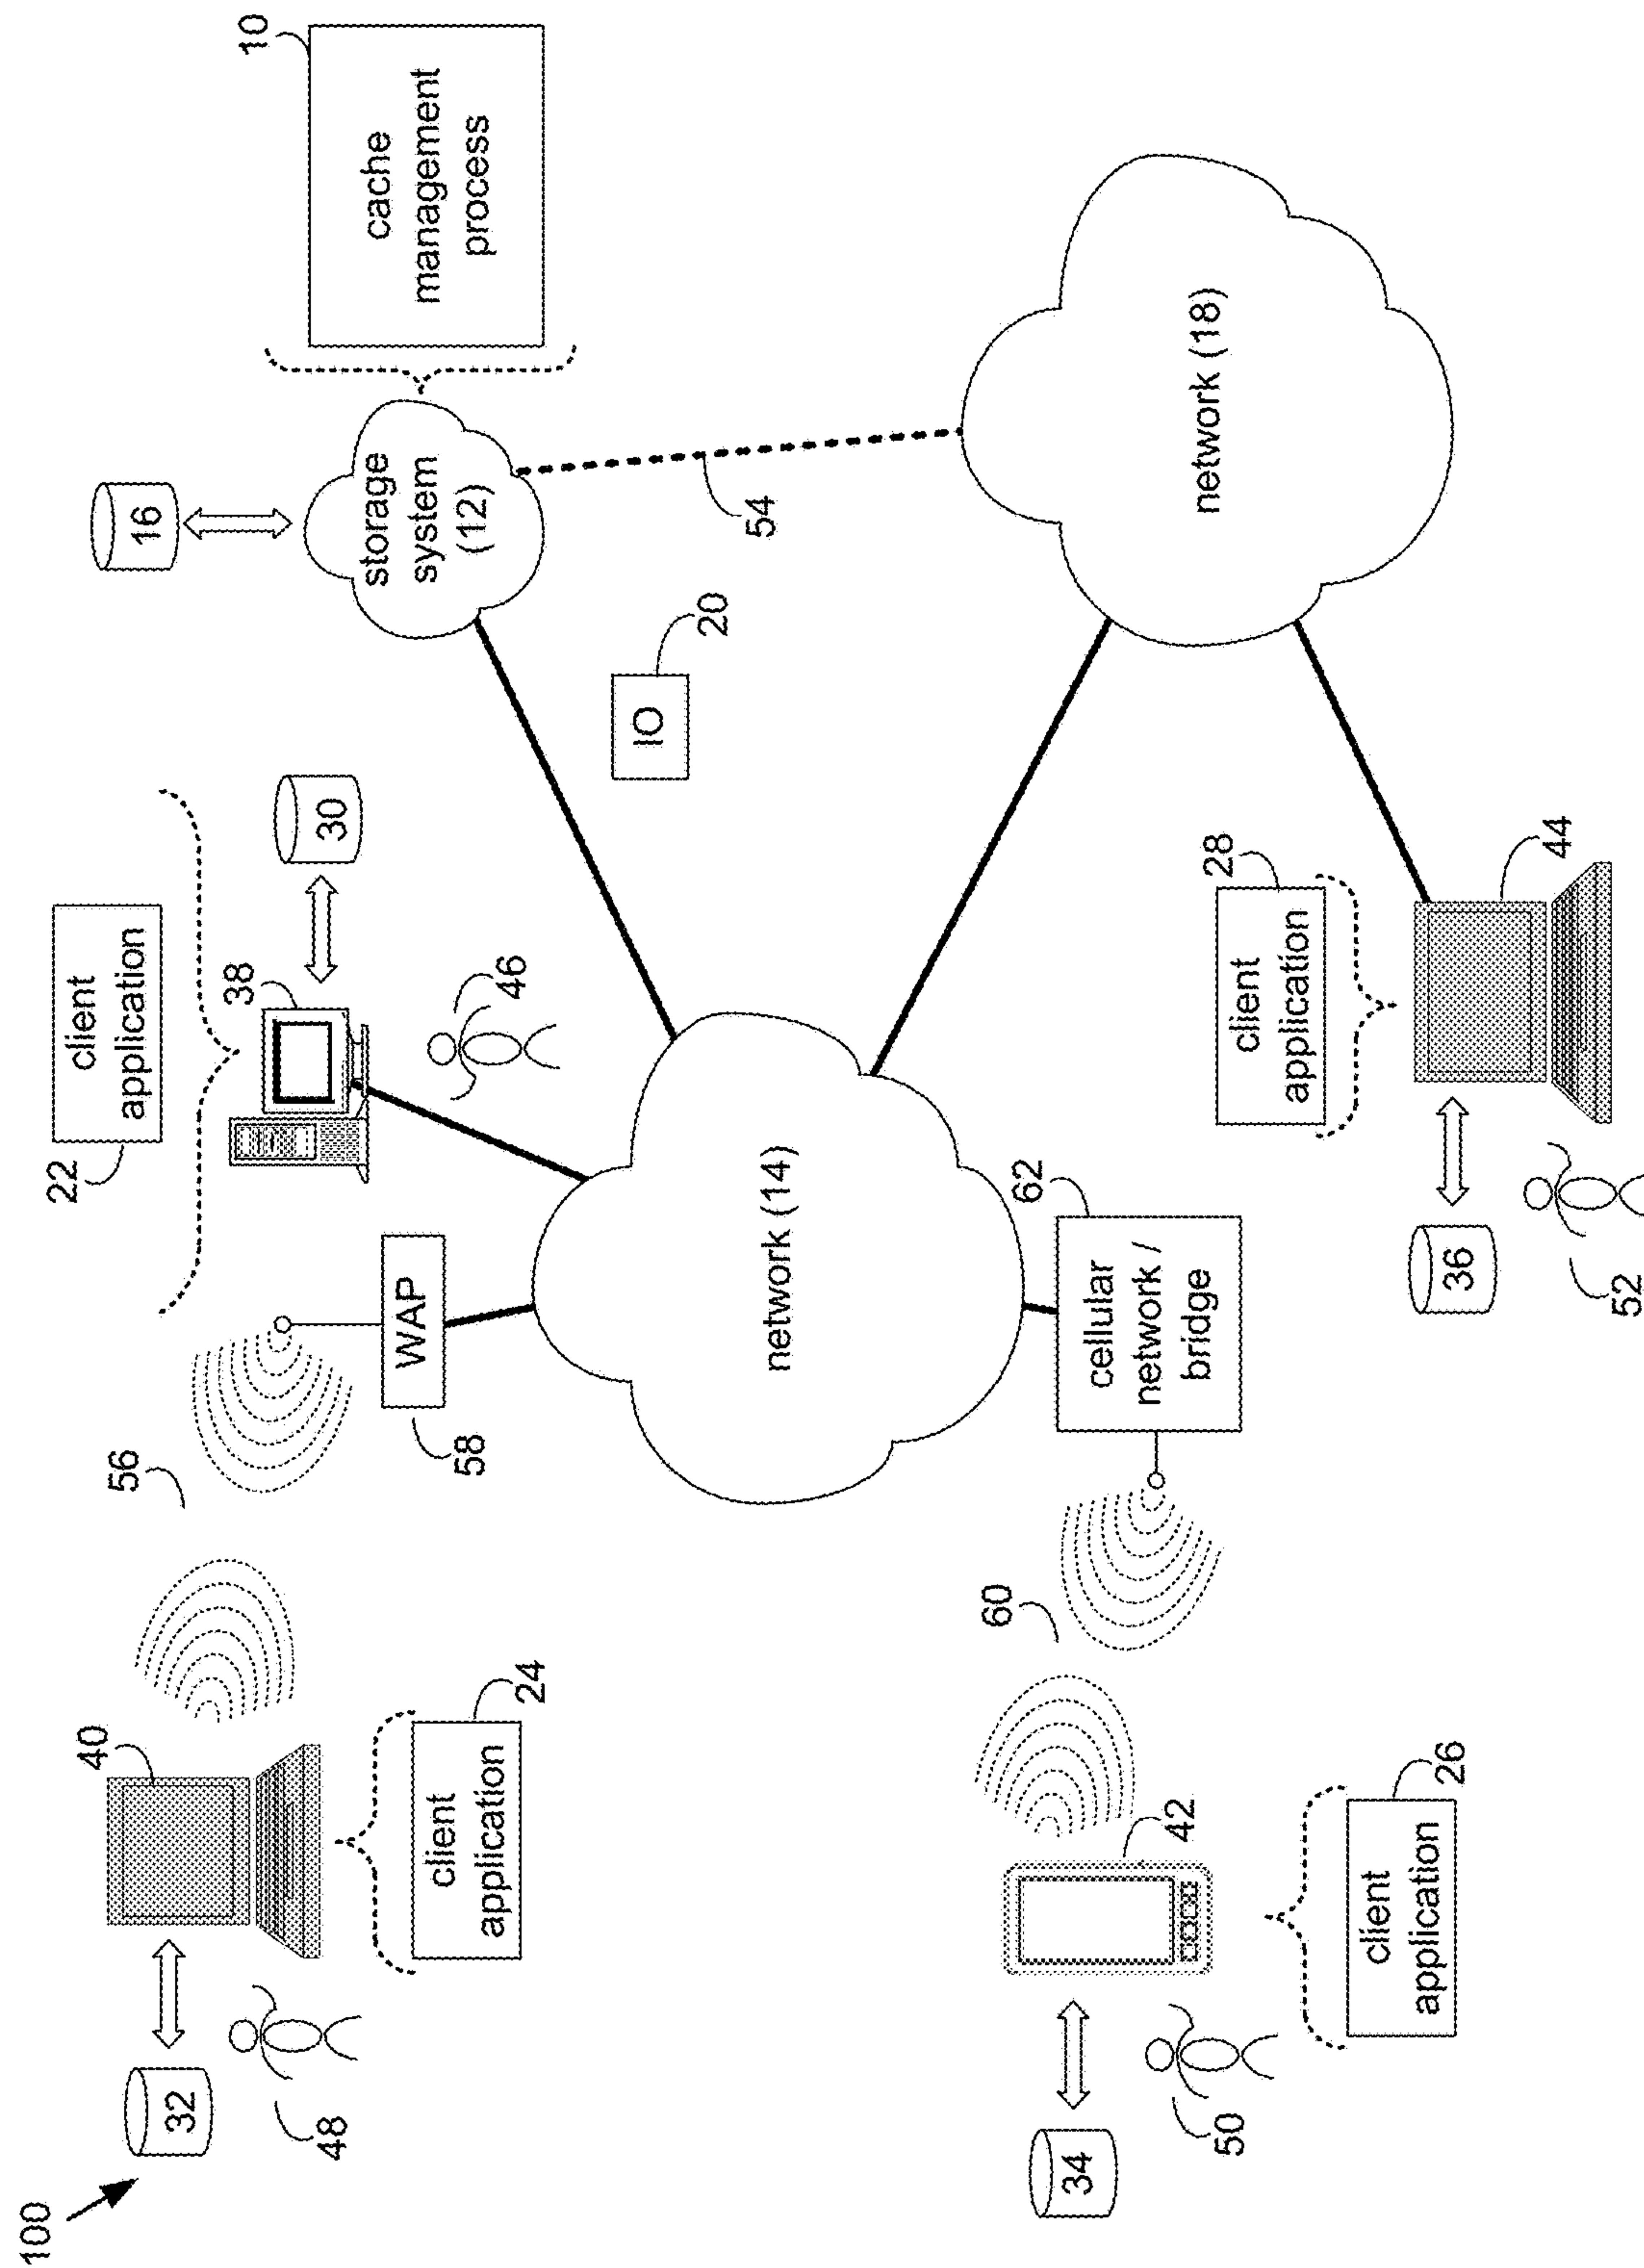 100
22
client
application
40
56
16
32
38
30
10
cache
management
process
storage
system
(12)
48
WAP
58
46
24
client
application
IO
20
54
network (14)
60
62
cellular
network /
bridge
34
42
50
network (18)
28
client
application
26
client
application
36
44
52